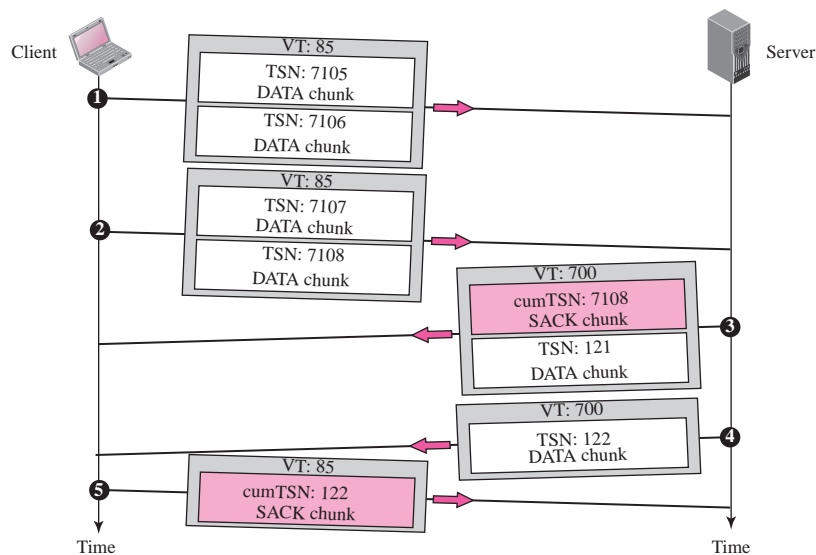 Client
Server
VT: 85
TSN: 7105
DATA chunk
TSN: 7106
DATA chunk
1
VT: 85
TSN: 7107
DATA chunk
TSN: 7108
DATA chunk
2
VT: 700
cumTSN: 7108
SACK chunk
TSN: 121
DATA chunk
3
VT: 700
TSN: 122
DATA chunk
4
VT: 85
cumTSN: 122
SACK chunk
5
Time
Time